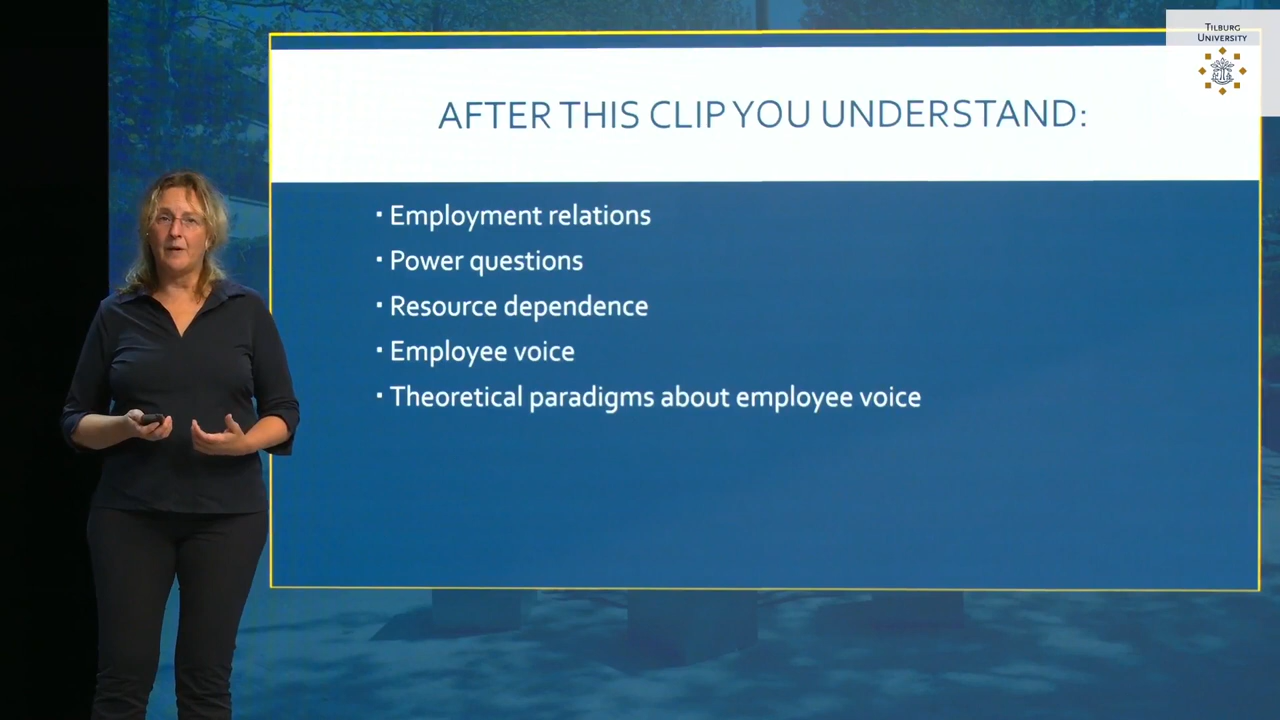 TILBURG
UNIVERSITY
AFTER THIS CLIP YOU UNDERSTAND:
▪ Employment relations
▪ Power questions
▪ Resource dependence
▪ Employee voice
▪ Theoretical paradigms about employee voice